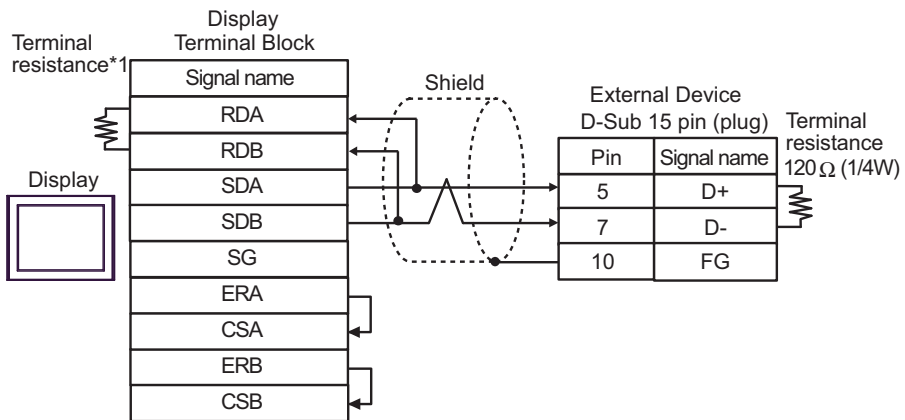 Display
Terminal Block
Terminal
resistance*1
Signal name
RDA
RDB
SDA
SDB
SG
ERA
CSA
ERB
CSB
Display
Shield
External Device
D-Sub 15 pin (plug)
Pin Signal name
5 D+
7 D-
10 FG
Terminal
resistance
120 Ω (1/4W)